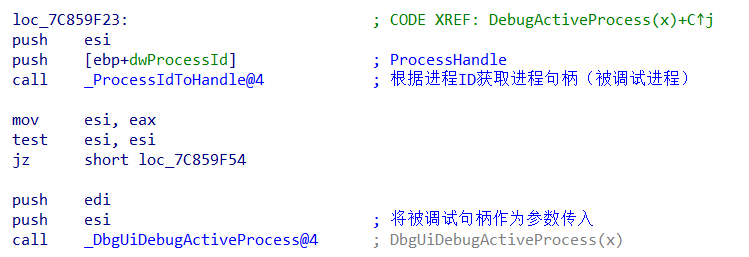 loc_7C859F23: ; CODE XREF: DebugActiveProcess(x)+C↑j
push esi
push [ebp+dwProcessId] ; ProcessHandle
call _ProcessIdToHandle@4 ; 根据进程ID获取进程句柄（被调试进程）
mov esi, eax
test esi, esi
jz short loc_7C859F54
push edi
push esi ; 将被调试句柄作为参数传入
call _DbgUiDebugActiveProcess@4 ; DbgUiDebugActiveProcess(x)